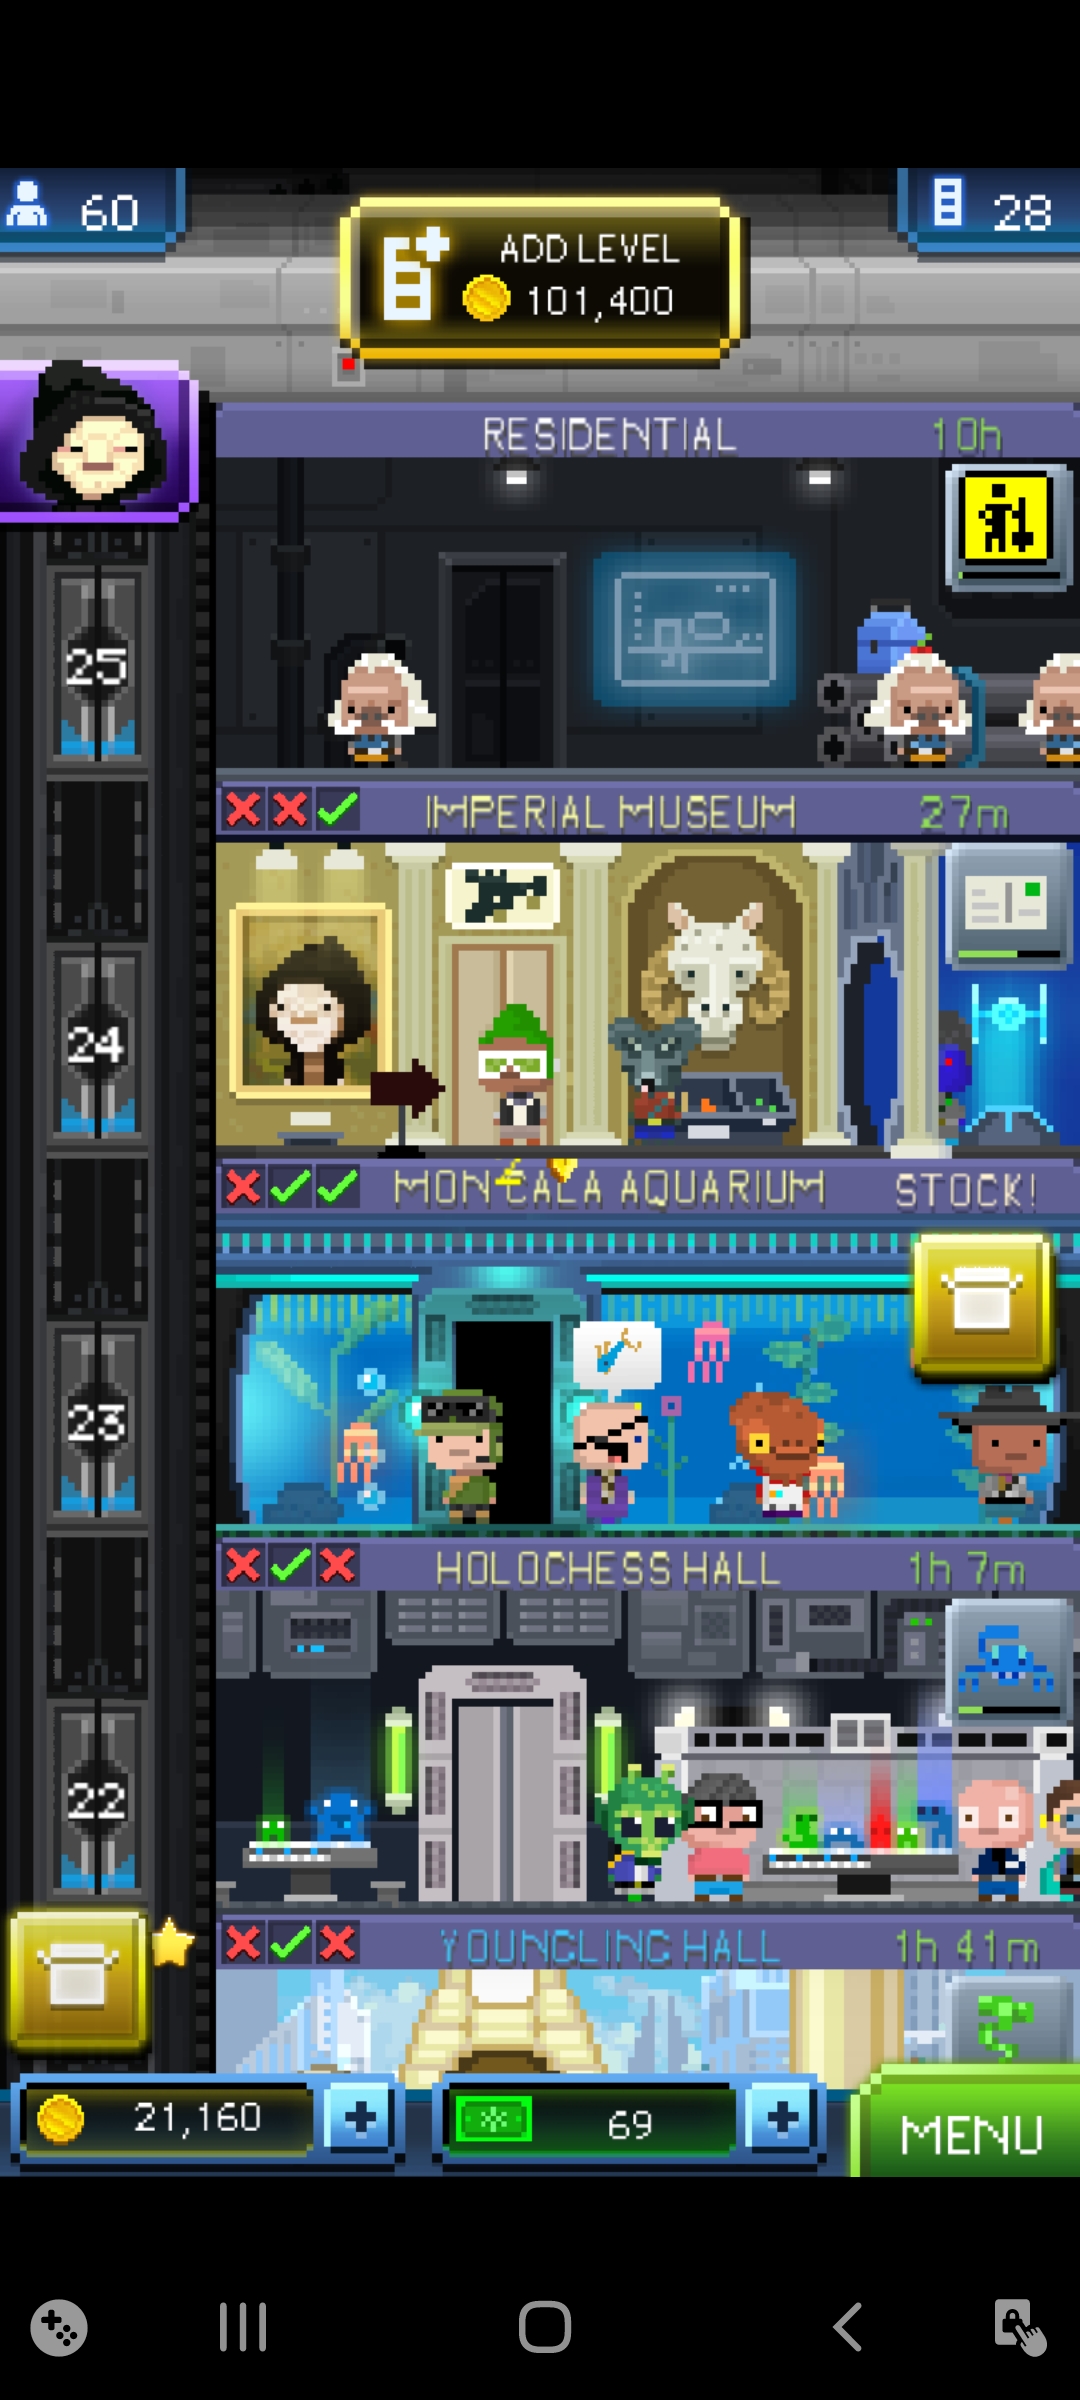 60
ADD LEVEL
101,400
28
RESIDENTIAL 10h
25
IMPERIAL MUSEUM 27m
24
MON CALA AQUARIUM STOCK!
23
HOLOCHESS HALL 1h 7m
22
YOUNGLING HALL 1h 41m
21,160
69
MENU